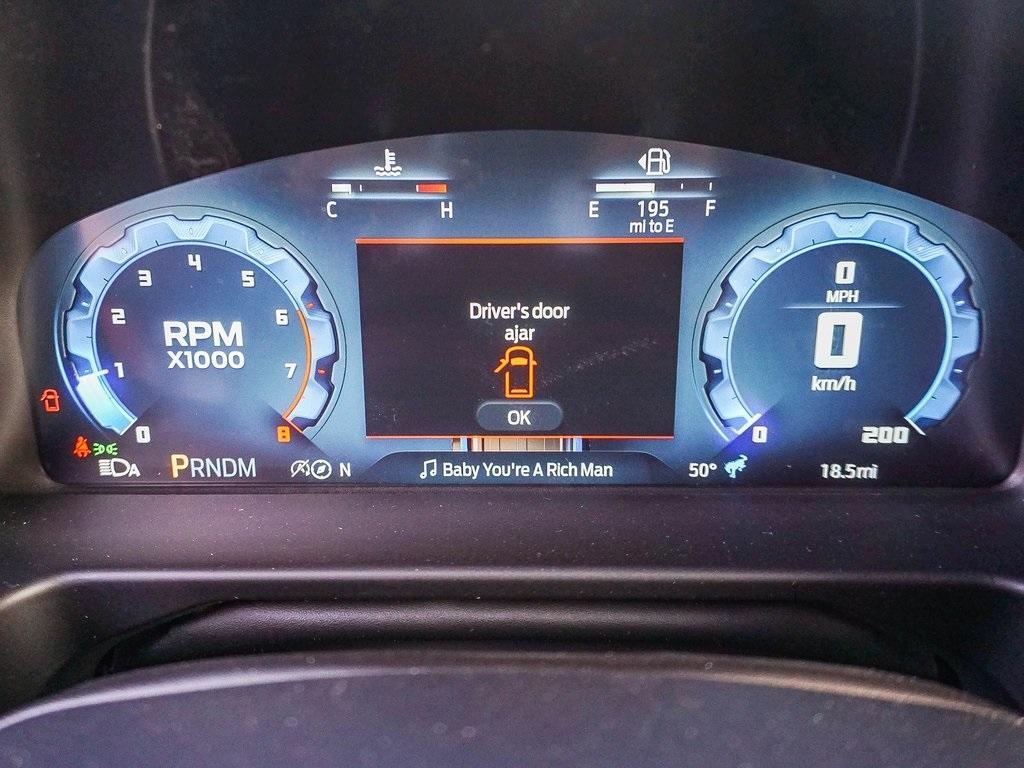 C H
E 195 F
mi to E
0 1 2 3 4 5 6 7 8
RPM
X1000
Driver's door
ajar
OK
0
MPH
0
km/h
0 200
A
PRNDM
N
Baby You're A Rich Man
50°
18.5mi